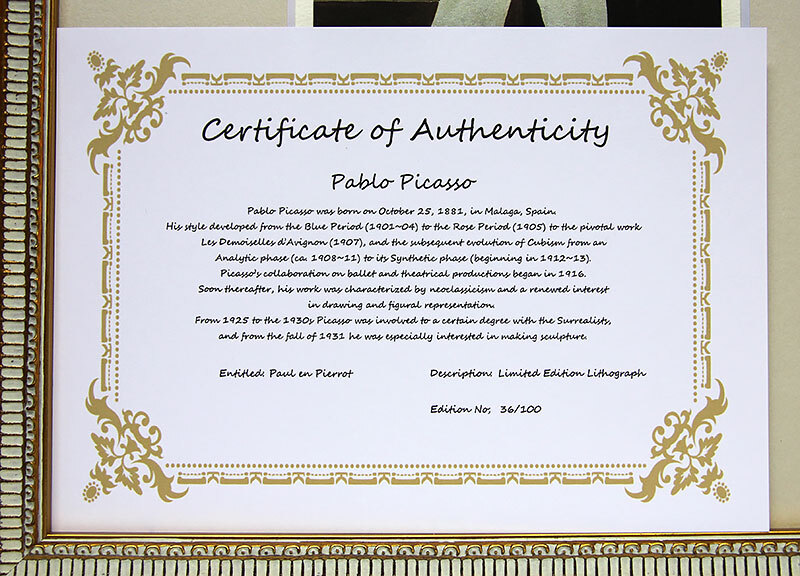 Certificate of Authenticity
Pablo Picasso
Pablo Picasso was born on October 25, 1881, in Malaga, Spain.
His style developed from the Blue Period (1901~04) to the Rose Period (1905) to the pivotal work
Les Demoiselles d'Avignon (1907), and the subsequent evolution of Cubism from an
Analytic phase (ca. 1908~11) to its Synthetic phase (beginning in 1912~13).
Picasso's collaboration on ballet and theatrical productions began in 1916.
Soon thereafter, his work was characterized by neoclassicism and a renewed interest
in drawing and figural representation.
From 1925 to the 1930s Picasso was involved to a certain degree with the Surrealists,
and from the fall of 1931 he was especially interested in making sculpture.
Entitled: Paul en Pierrot Description: Limited Edition Lithograph
Edition No; 36/100